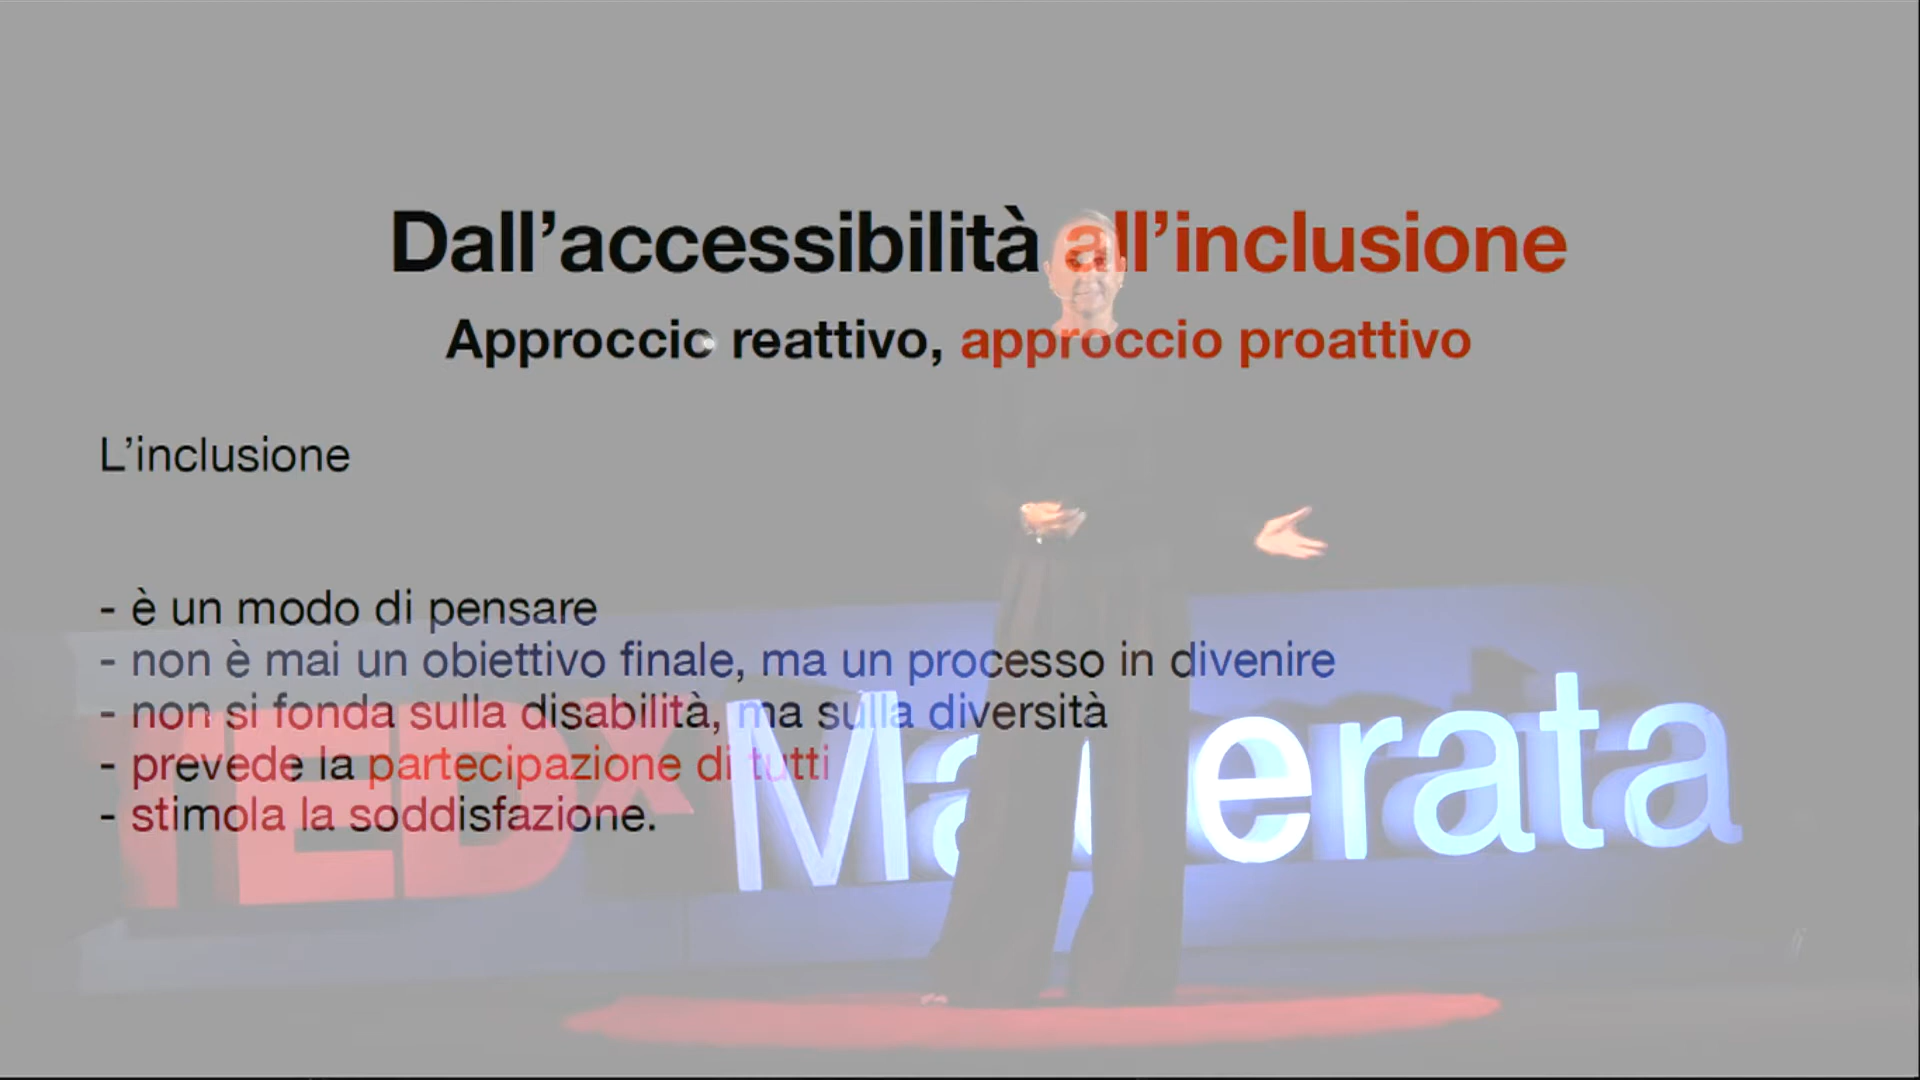 Dall’accessibilità all’inclusione
Approccio reattivo, approccio proattivo
L’inclusione
- è un modo di pensare
- non è mai un obiettivo finale, ma un processo in divenire
- non si fonda sulla disabilità, ma sulla diversità
- prevede la partecipazione di tutti
- stimola la soddisfazione.
TEDx Ma erata